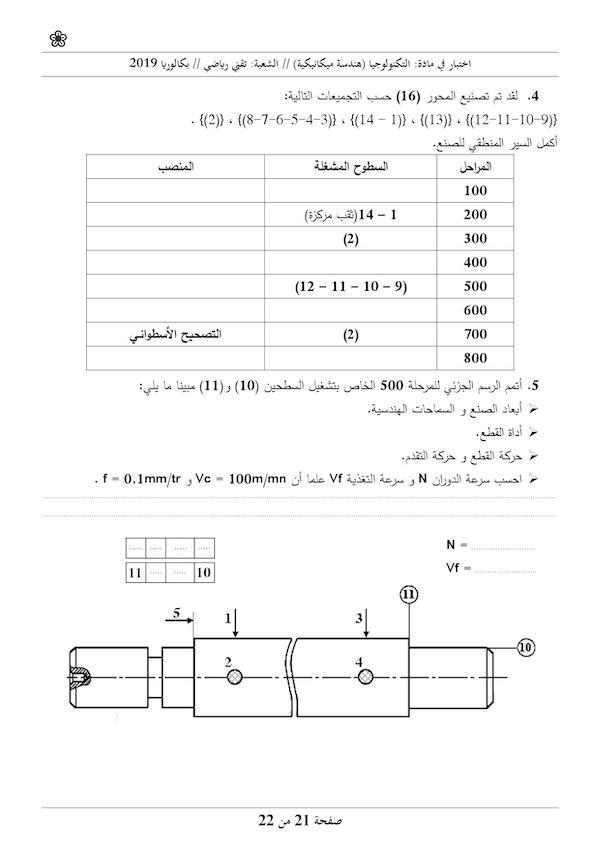 اختبار في مادة: التكنولوجيا (هندسة ميكانيكية) // الشعبة: تقني رياضي // بكالوريا 2019
4. لقد تم تصنيع المحور (16) حسب التجميعات التالية:
{(9-10-11-12)} ، {(13)} ، {(1 – 14)} ، {(3-4-5-6-7-8)} ، {(2)} .
أكمل السير المنطقي للصنع.
المراحل السطوح المشغلة المنصب
100
200 1 – 14(ثقب مركزة)
300 (2)
400
500 (9 – 10 – 11 – 12)
600
700 (2) التصحيح الأسطواني
800
5. أتمم الرسم الجزئي للمرحلة 500 الخاص بتشغيل السطحين (10) و(11) مبينا ما يلي:
➢ أبعاد الصنع و السماحات الهندسية.
➢ أداة القطع.
➢ حركة القطع و حركة التقدم.
➢ احسب سرعة الدوران N و سرعة التغذية Vf علما أن Vc = 100m/mn و f = 0.1mm/tr .
N = ........................
..... ..... ..... .....
Vf = ......................
11 ..... ..... 10
11
5 1 3
10
2 4
صفحة 21 من 22